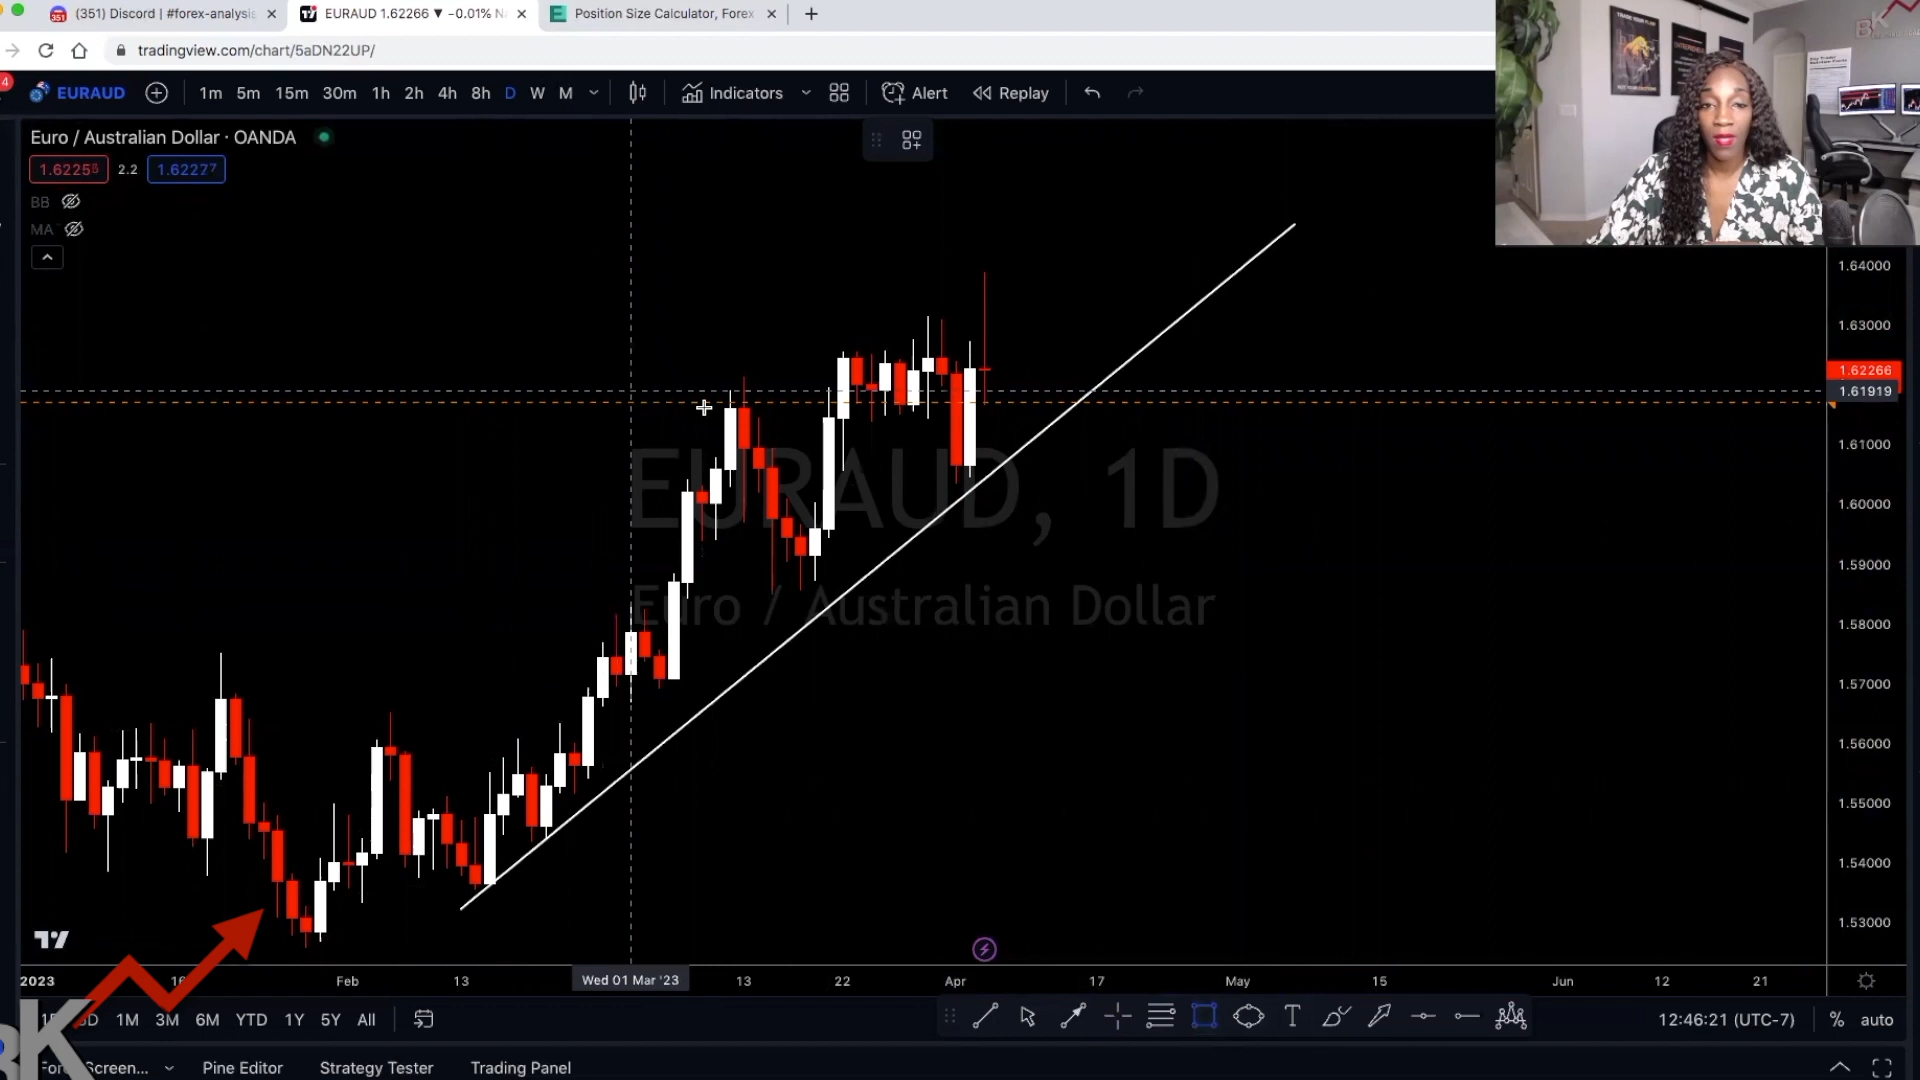 (351) Discord | #forex-analysis
EURAUD 1.62266 ▼ −0.01%
Position Size Calculator, Forex
tradingview.com/chart/5aDN22UP/
4
EURAUD 1m 5m 15m 30m 1h 2h 4h 8h D W M Indicators Alert Replay
Euro / Australian Dollar · OANDA
1.62255 2.2 1.62277
BB
MA
EURAUD, 1D
Euro / Australian Dollar
1.64000
1.63000
1.62266
1.61919
1.61000
1.60000
1.59000
1.58000
1.57000
1.56000
1.55000
1.54000
1.53000
2023 Feb 13 Wed 01 Mar '23 13 22 Apr 17 May 15 Jun 12 21
1M 3M 6M YTD 1Y 5Y All
12:46:21 (UTC-7) % auto
BK
Screen... Pine Editor Strategy Tester Trading Panel